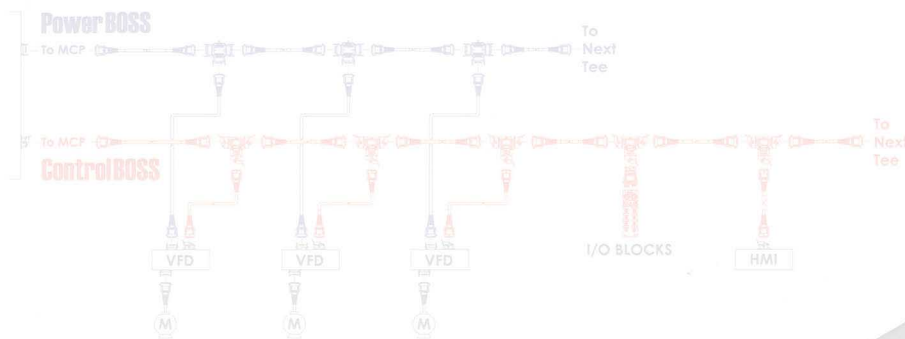 PowerBOSS
To MCP
To
Next
Tee
To MCP
To
Next
Tee
ControlBOSS
I/O BLOCKS
VFD
VFD
VFD
HMI
M
M
M